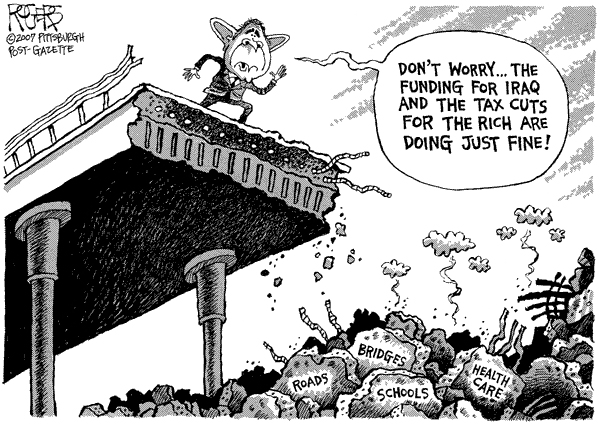 ROGERS
©2007 PITTSBURGH
POST-GAZETTE
DON'T WORRY... THE
FUNDING FOR IRAQ
AND THE TAX CUTS
FOR THE RICH ARE
DOING JUST FINE!
ROADS
BRIDGES
SCHOOLS
HEALTH
CARE